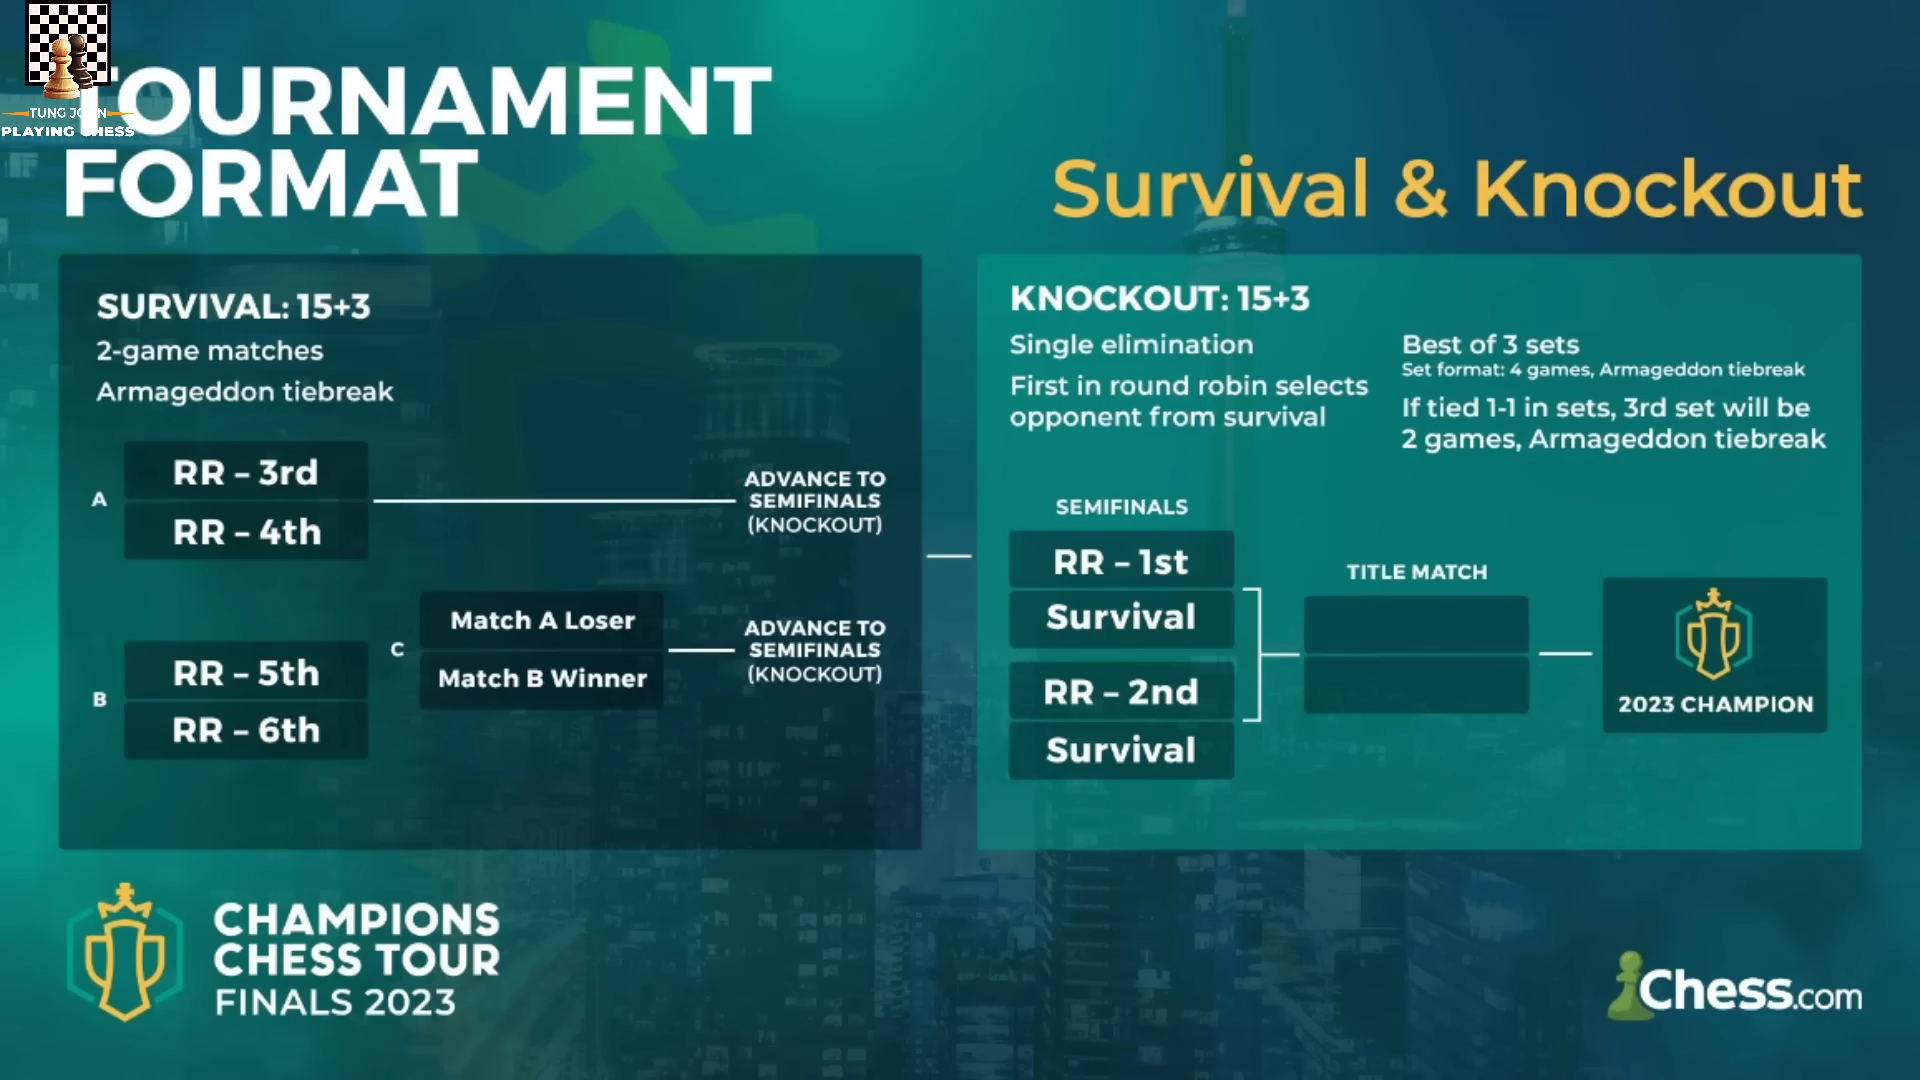 TUNG JOHN
PLAYING CHESS
TOURNAMENT
FORMAT
Survival & Knockout
SURVIVAL: 15+3
2-game matches
Armageddon tiebreak
A
RR – 3rd
RR – 4th
ADVANCE TO
SEMIFINALS
(KNOCKOUT)
B
RR – 5th
RR – 6th
C
Match A Loser
Match B Winner
ADVANCE TO
SEMIFINALS
(KNOCKOUT)
KNOCKOUT: 15+3
Single elimination
First in round robin selects
opponent from survival
Best of 3 sets
Set format: 4 games, Armageddon tiebreak
If tied 1-1 in sets, 3rd set will be
2 games, Armageddon tiebreak
SEMIFINALS
RR – 1st
Survival
RR – 2nd
Survival
TITLE MATCH
2023 CHAMPION
CHAMPIONS
CHESS TOUR
FINALS 2023
Chess.com